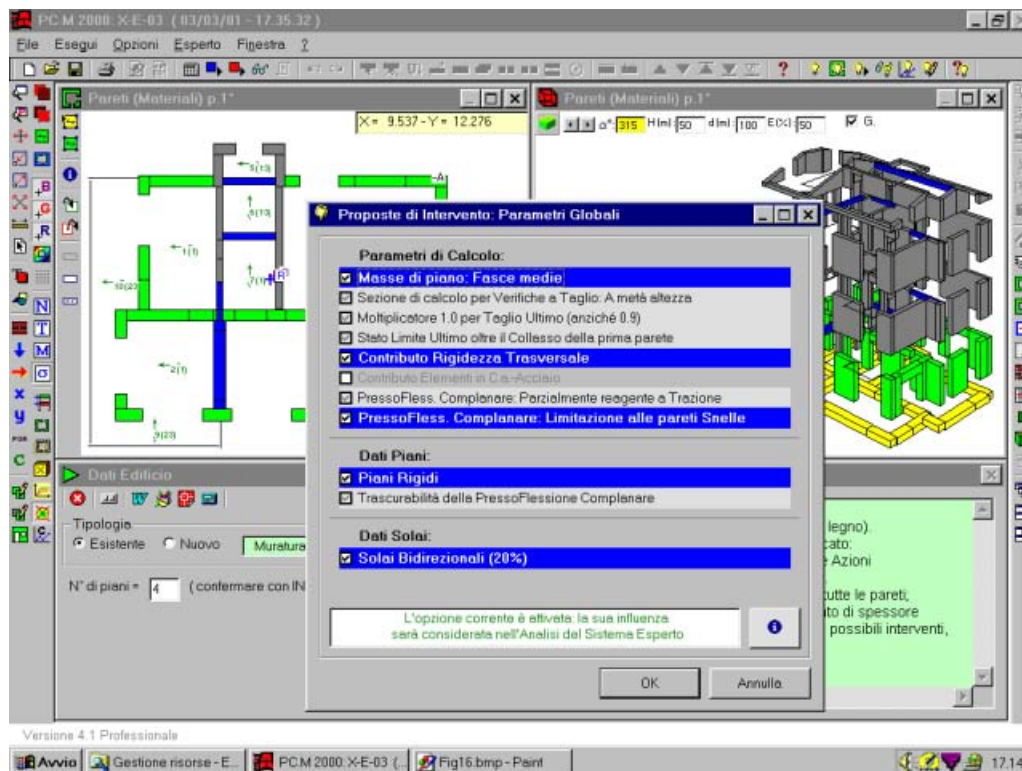 PC.M 2000: X-E-03 ( 03/03/01 - 17.35.32 )
File Esegui Opzioni Esperto Finestra ?
Pareti (Materiali) p.1°
X= 9.537 - Y= 12.276
Pareti (Materiali) p.1°
α°: 315 H[m]: 50 d[m]: 100 E(%): 50 G.
B
G
R
N
T
M
σ
x
y
C
A
R
Proposte di Intervento: Parametri Globali
Parametri di Calcolo:
Masse di piano: Fasce medie
Sezione di calcolo per Verifiche a Taglio: A metà altezza
Moltiplicatore 1.0 per Taglio Ultimo (anziché 0.9)
Stato Limite Ultimo oltre il Collasso della prima parete
Contributo Rigidezza Trasversale
Contributo Elementi in C.a.-Acciaio
PressoFless. Complanare: Parzialmente reagente a Trazione
PressoFless. Complanare: Limitazione alle pareti Snelle
Dati Piani:
Piani Rigidi
Trascurabilità della PressoFlessione Complanare
Dati Solai:
Solai Bidirezionali (20%)
L'opzione corrente è attivata: la sua influenza
sarà considerata nell'Analisi del Sistema Esperto
OK Annulla
Dati Edificio
Tipologia
Esistente Nuovo Muratura
N° di piani = 4 ( confermare con IN
legno).
cato:
e Azioni
tutte le pareti,
ito di spessore
possibili interventi,
Versione 4.1 Professionale
Avvio Gestione risorse - E... PC.M 2000: X-E-03 (... Fig16.bmp - Paint 17.14